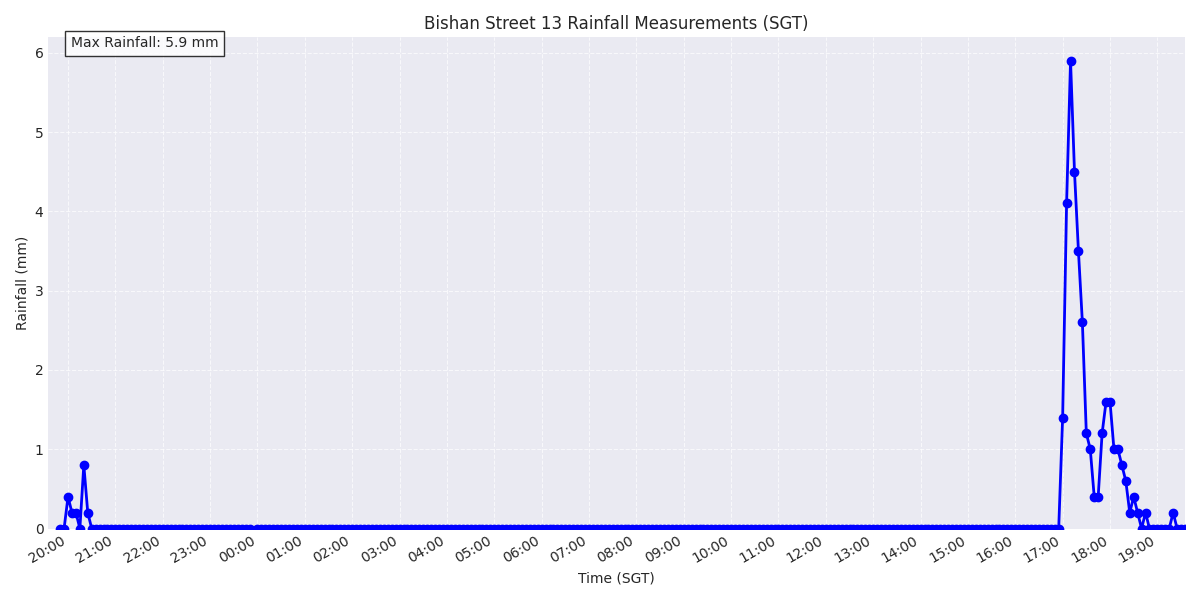 Bishan Street 13 Rainfall Measurements (SGT)
Max Rainfall: 5.9 mm
Rainfall (mm)
6
5
4
3
2
1
0
20:00 21:00 22:00 23:00 00:00 01:00 02:00 03:00 04:00 05:00 06:00 07:00 08:00 09:00 10:00 11:00 12:00 13:00 14:00 15:00 16:00 17:00 18:00 19:00
Time (SGT)